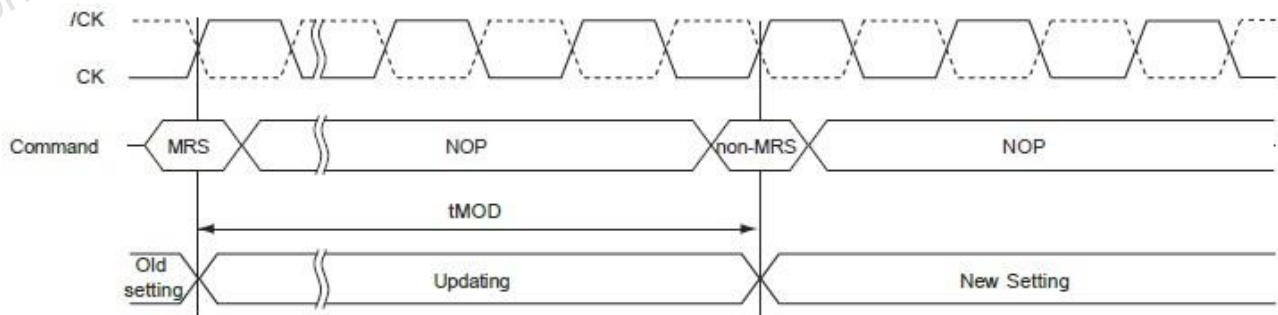 /CK
CK
Command MRS NOP non-MRS NOP
tMOD
Old setting Updating New Setting